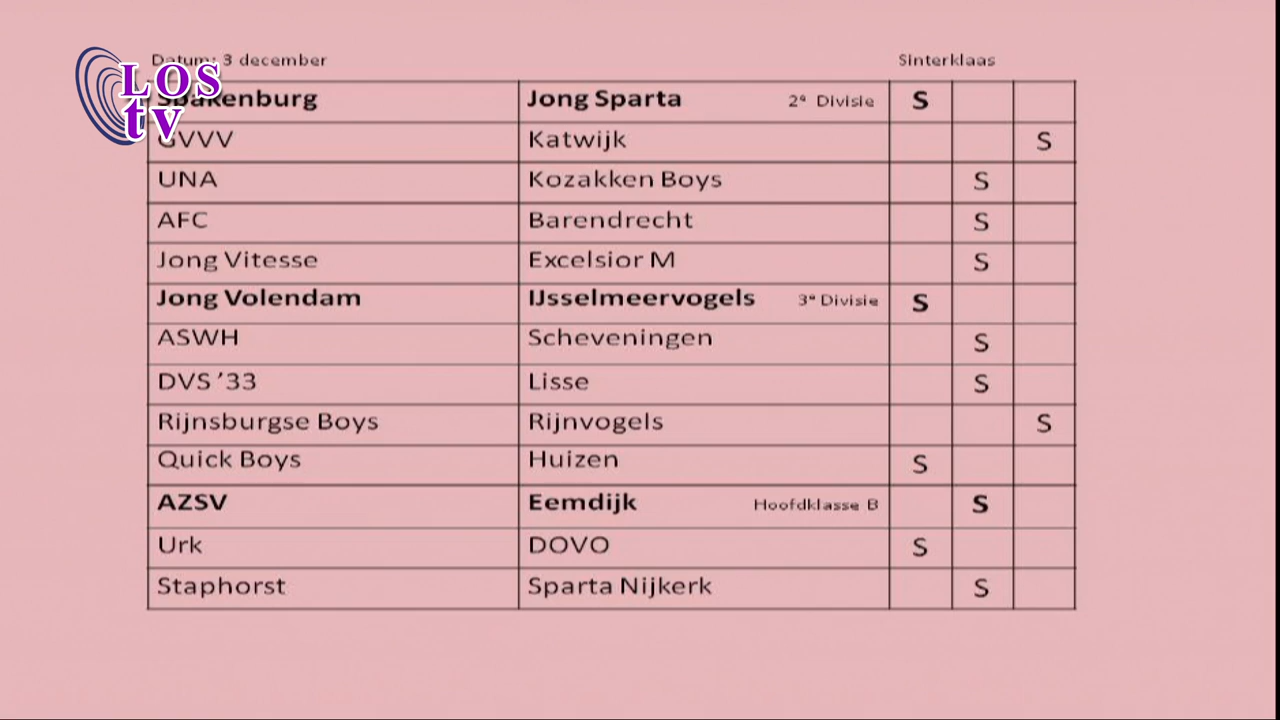 Datum: 3 december Sinterklaas
LOS
tv
Spakenburg Jong Sparta 2e Divisie S
GVVV Katwijk S
UNA Kozakken Boys S
AFC Barendrecht S
Jong Vitesse Excelsior M S
Jong Volendam IJsselmeervogels 3e Divisie S
ASWH Scheveningen S
DVS ’33 Lisse S
Rijnsburgse Boys Rijnvogels S
Quick Boys Huizen S
AZSV Eemdijk Hoofdklasse B S
Urk DOVO S
Staphorst Sparta Nijkerk S